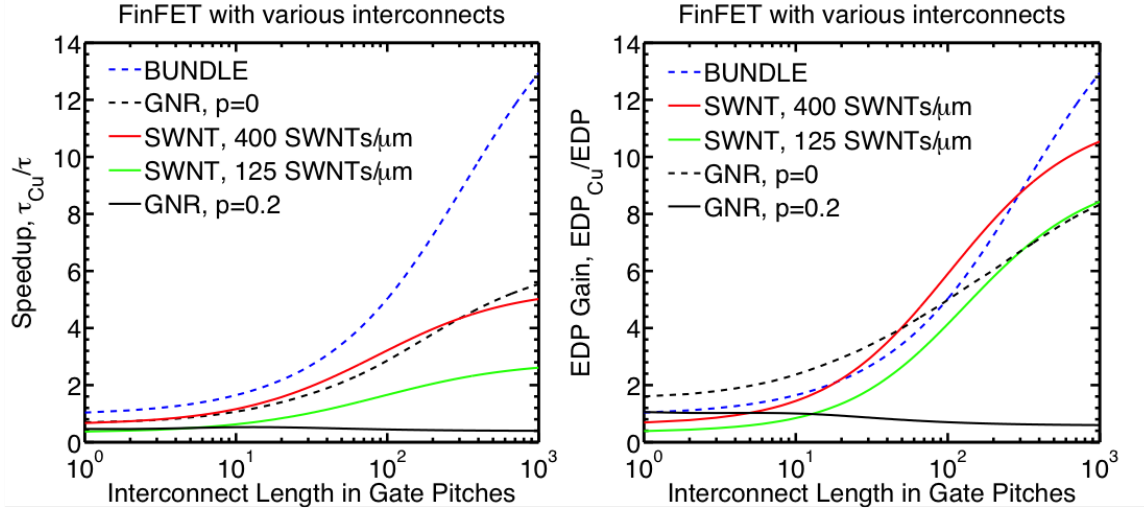 FinFET with various interconnects
14
12
10
8
6
4
2
0
Speedup, τCu/τ
BUNDLE
GNR, p=0
SWNT, 400 SWNTs/μm
SWNT, 125 SWNTs/μm
GNR, p=0.2
10^0
10^1
10^2
10^3
Interconnect Length in Gate Pitches
FinFET with various interconnects
14
12
10
8
6
4
2
0
EDP Gain, EDPCu/EDP
BUNDLE
SWNT, 400 SWNTs/μm
SWNT, 125 SWNTs/μm
GNR, p=0
GNR, p=0.2
10^0
10^1
10^2
10^3
Interconnect Length in Gate Pitches